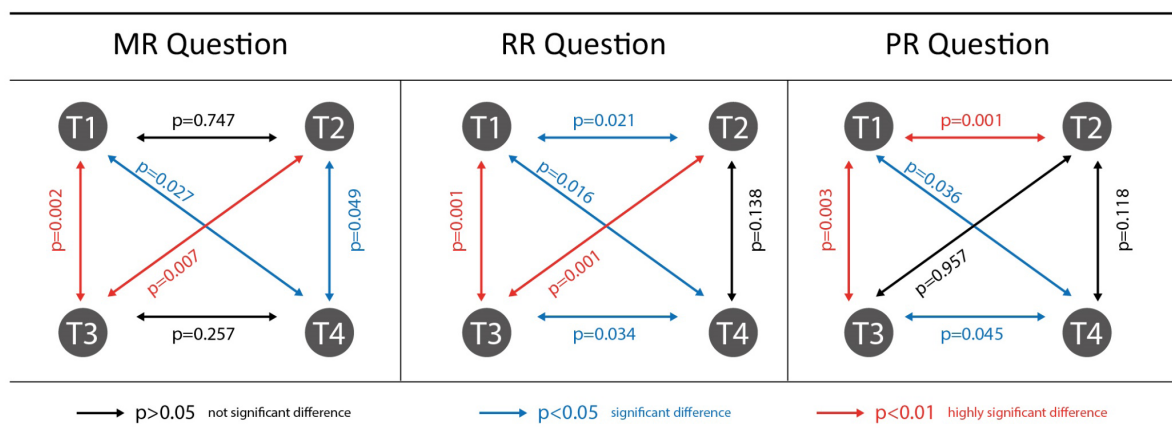 MR Question
RR Question
PR Question
T1
p=0.747
T2
p=0.027
p=0.002
p=0.049
p=0.007
T3
p=0.257
T4
T1
p=0.021
T2
p=0.016
p=0.001
p=0.138
p=0.001
T3
p=0.034
T4
T1
p=0.001
T2
p=0.036
p=0.003
p=0.118
p=0.957
T3
p=0.045
T4
p>0.05 not significant difference
p<0.05 significant difference
p<0.01 highly significant difference